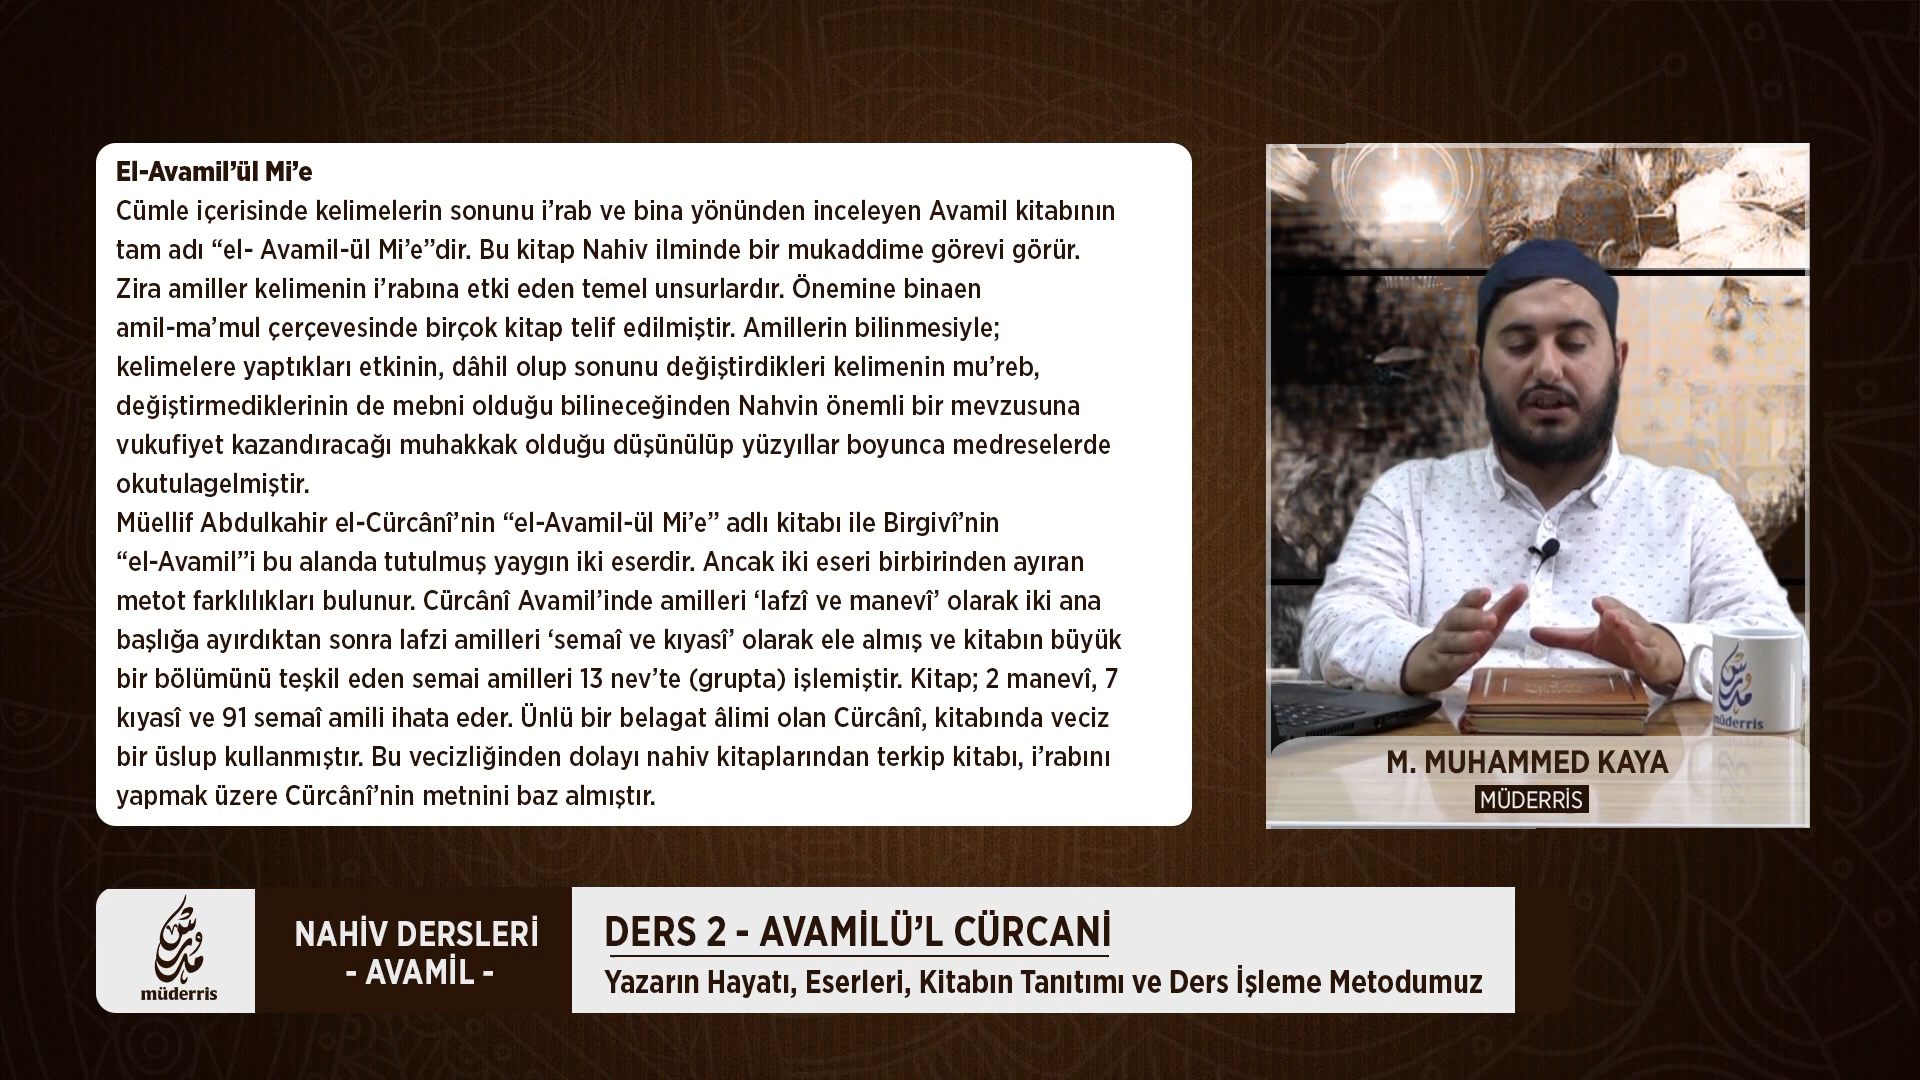 El-Avamil’ül Mi’e
Cümle içerisinde kelimelerin sonunu i’rab ve bina yönünden inceleyen Avamil kitabının
tam adı “el- Avamil-ül Mi’e”dir. Bu kitap Nahiv ilminde bir mukaddime görevi görür.
Zira amiller kelimenin i’rabına etki eden temel unsurlardır. Önemine binaen
amil-ma’mul çerçevesinde birçok kitap telif edilmiştir. Amillerin bilinmesiyle;
kelimelere yaptıkları etkinin, dâhil olup sonunu değiştirdikleri kelimenin mu’reb,
değiştirmediklerinin de mebni olduğu bilineceğinden Nahvin önemli bir mevzusuna
vukufiyet kazandıracağı muhakkak olduğu düşünülüp yüzyıllar boyunca medreselerde
okutulagelmiştir.
Müellif Abdulkahir el-Cürcânî’nin “el-Avamil-ül Mi’e” adlı kitabı ile Birgivî’nin
“el-Avamil”i bu alanda tutulmuş yaygın iki eserdir. Ancak iki eseri birbirinden ayıran
metot farklılıkları bulunur. Cürcânî Avamil’inde amilleri ‘lafzî ve manevî’ olarak iki ana
başlığa ayırdıktan sonra lafzi amilleri ‘semaî ve kıyasî’ olarak ele almış ve kitabın büyük
bir bölümünü teşkil eden semai amilleri 13 nev’te (grupta) işlemiştir. Kitap; 2 manevî, 7
kıyasî ve 91 semaî amili ihata eder. Ünlü bir belagat âlimi olan Cürcânî, kitabında veciz
bir üslup kullanmıştır. Bu vecizliğinden dolayı nahiv kitaplarından terkip kitabı, i’rabını
yapmak üzere Cürcânî’nin metnini baz almıştır.
مدرس
müderris
M. MUHAMMED KAYA
MÜDERRİS
مدرس
müderris
NAHİV DERSLERİ
- AVAMİL -
DERS 2 - AVAMİLÜ’L CÜRCANİ
Yazarın Hayatı, Eserleri, Kitabın Tanıtımı ve Ders İşleme Metodumuz